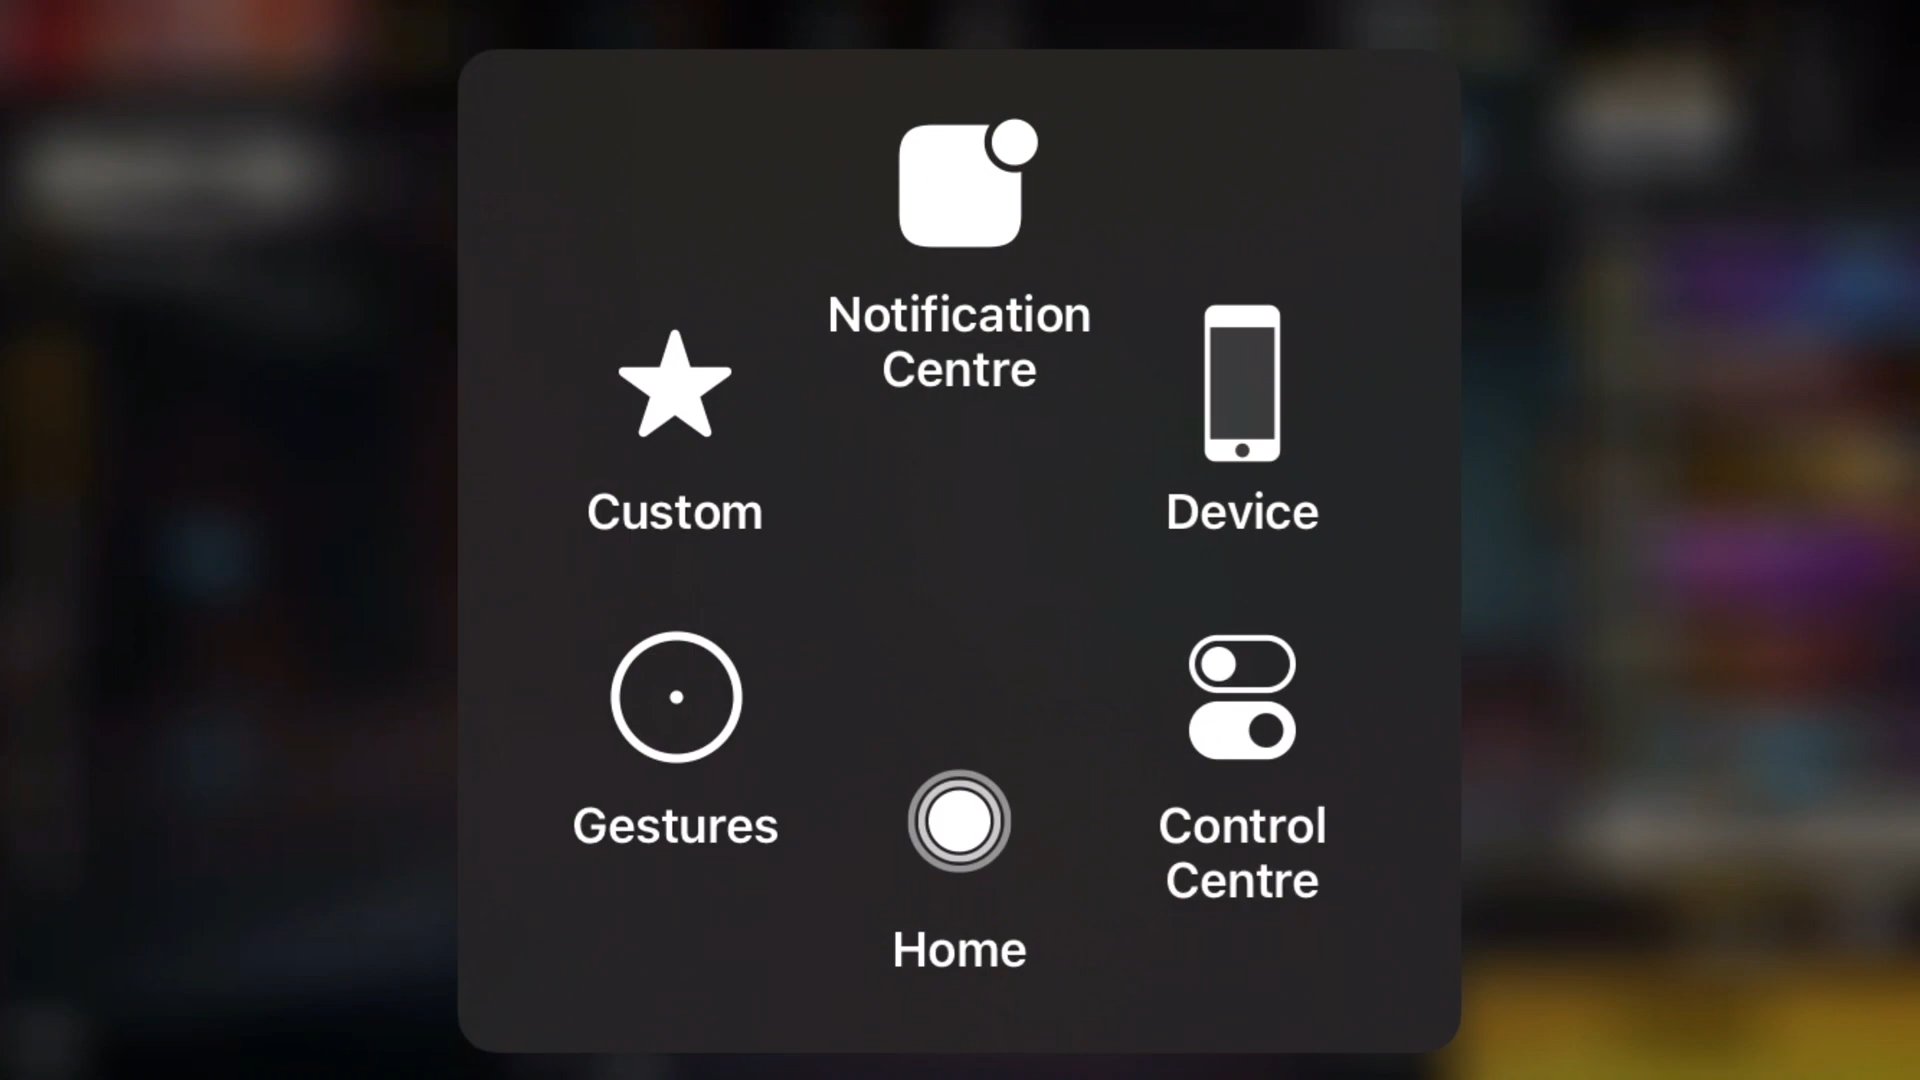 Notification
Centre
Custom
Device
Gestures
Control
Centre
Home